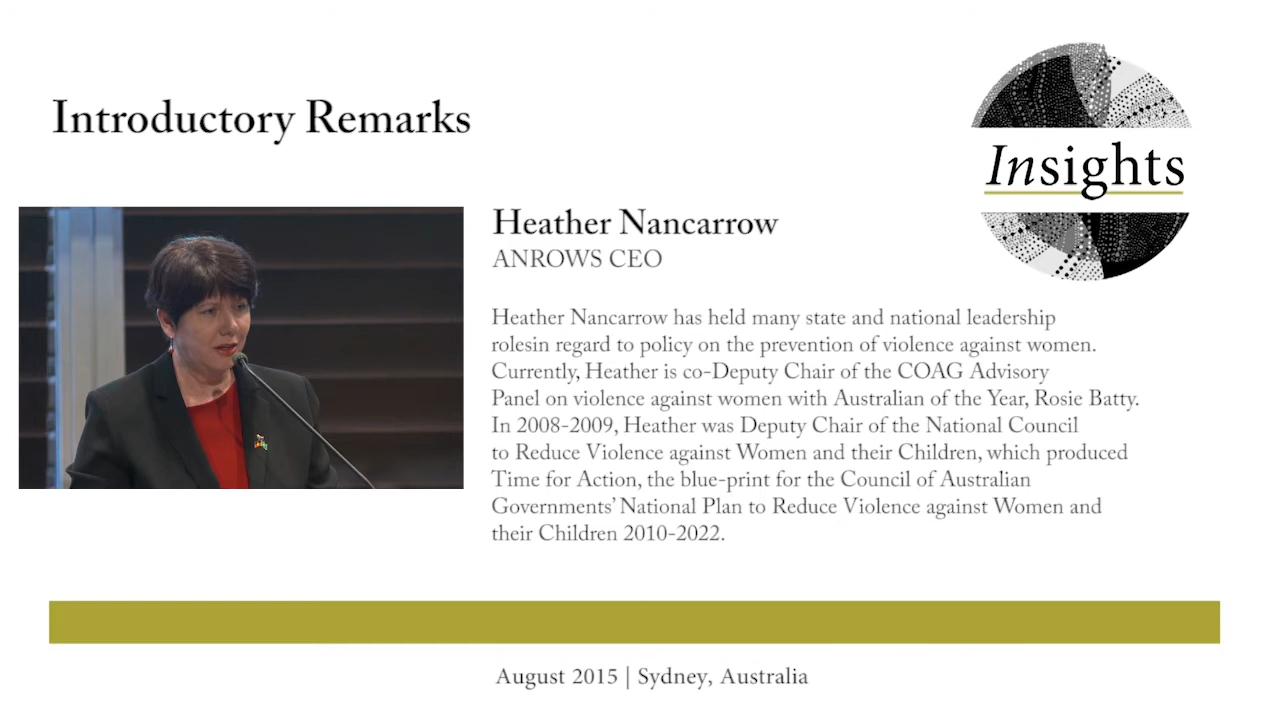 Introductory Remarks
Insights
Heather Nancarrow
ANROWS CEO
Heather Nancarrow has held many state and national leadership
rolesin regard to policy on the prevention of violence against women.
Currently, Heather is co-Deputy Chair of the COAG Advisory
Panel on violence against women with Australian of the Year, Rosie Batty.
In 2008-2009, Heather was Deputy Chair of the National Council
to Reduce Violence against Women and their Children, which produced
Time for Action, the blue-print for the Council of Australian
Governments’ National Plan to Reduce Violence against Women and
their Children 2010-2022.
August 2015 | Sydney, Australia